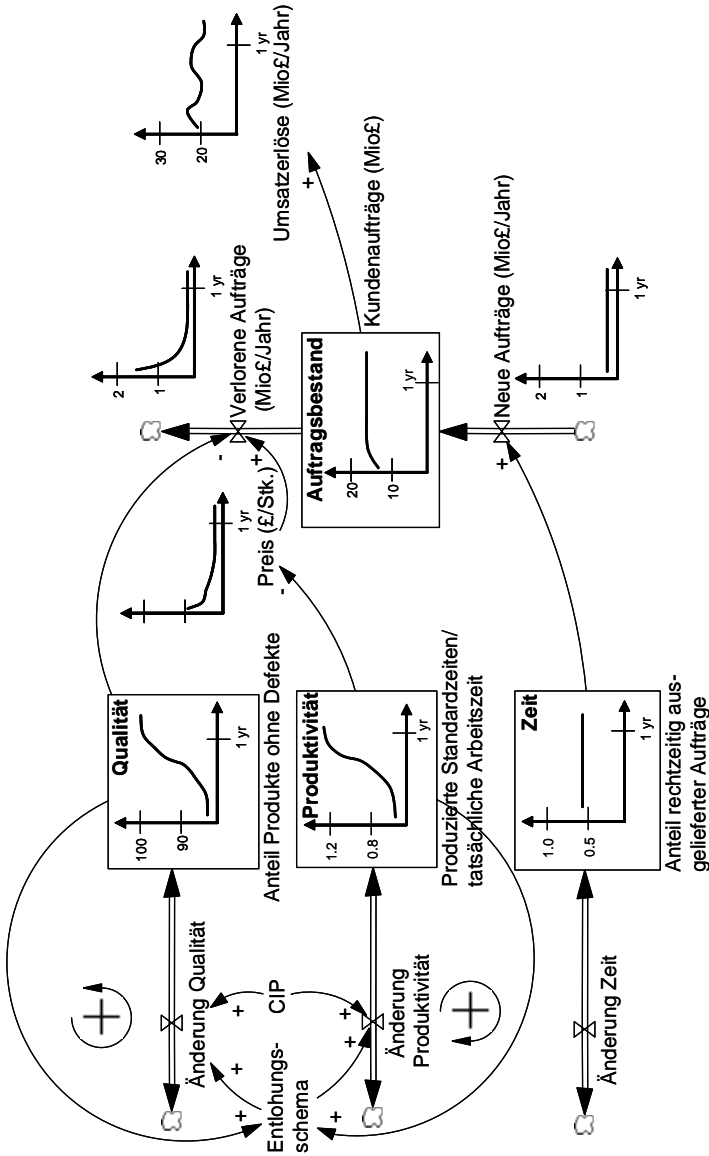 +
Änderung Qualität
+
+
+
Entlohungs-
schema
+
CIP
+
+
Änderung
Produktivität
+
Änderung Zeit
Qualität
100
90
1 yr
Anteil Produkte ohne Defekte
Produktivität
1.2
0.8
1 yr
Produzierte Standardzeiten/
tatsächliche Arbeitszeit
Zeit
1.0
0.5
1 yr
Anteil rechtzeitig aus-
gelieferter Aufträge
1 yr
Preis (£/Stk.)
-
-
+
2
1
1 yr
Verlorene Aufträge
(Mio£/Jahr)
Auftragsbestand
20
10
1 yr
Kundenaufträge (Mio£)
+
Neue Aufträge (Mio£/Jahr)
2
1
1 yr
30
20
1 yr
Umsatzerlöse (Mio£/Jahr)
+